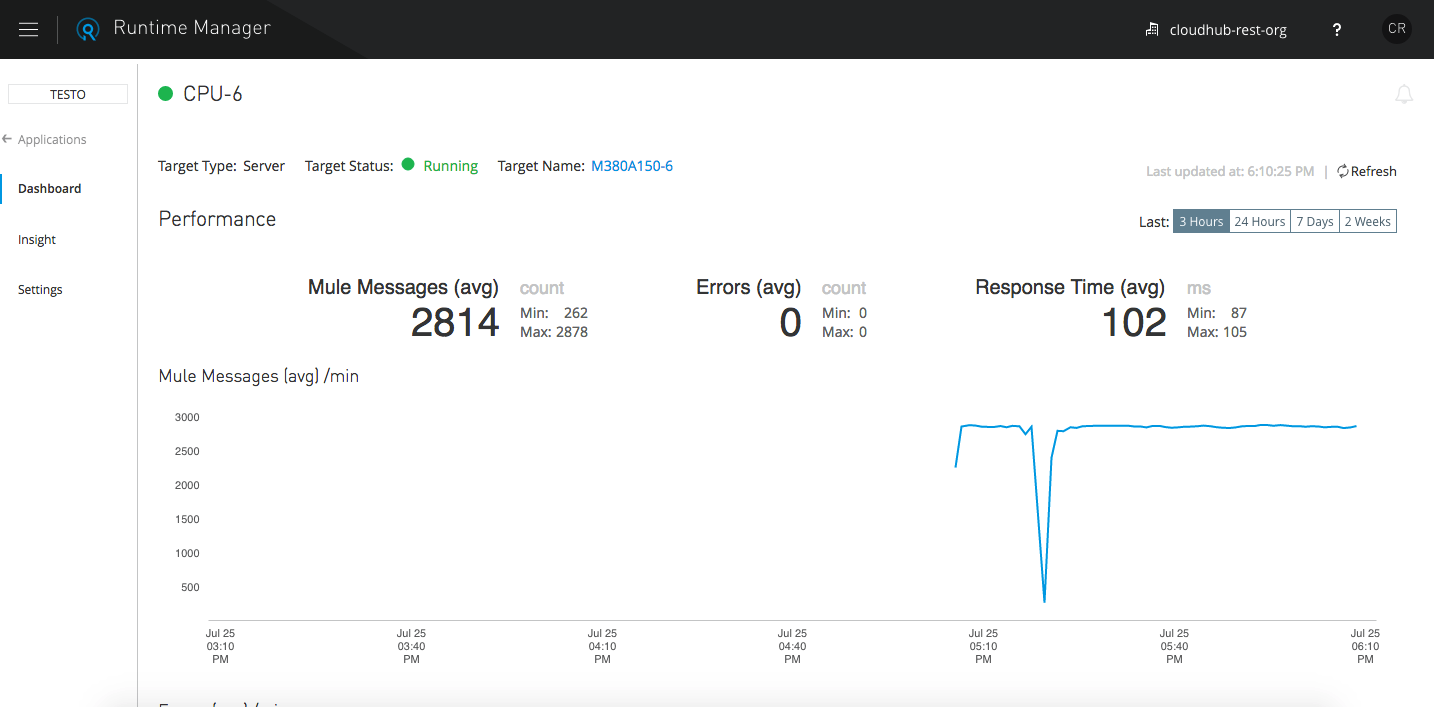 Runtime Manager
cloudhub-rest-org
?
CR
TESTO
Applications
Dashboard
Insight
Settings
CPU-6
Target Type: Server Target Status: Running Target Name: M380A150-6
Last updated at: 6:10:25 PM | Refresh
Performance
Last: 3 Hours 24 Hours 7 Days 2 Weeks
Mule Messages (avg) count
2814 Min: 262
Max: 2878
Errors (avg) count
0 Min: 0
Max: 0
Response Time (avg) ms
102 Min: 87
Max: 105
Mule Messages (avg) /min
3000
2500
2000
1500
1000
500
Jul 25 03:10 PM
Jul 25 03:40 PM
Jul 25 04:10 PM
Jul 25 04:40 PM
Jul 25 05:10 PM
Jul 25 05:40 PM
Jul 25 06:10 PM